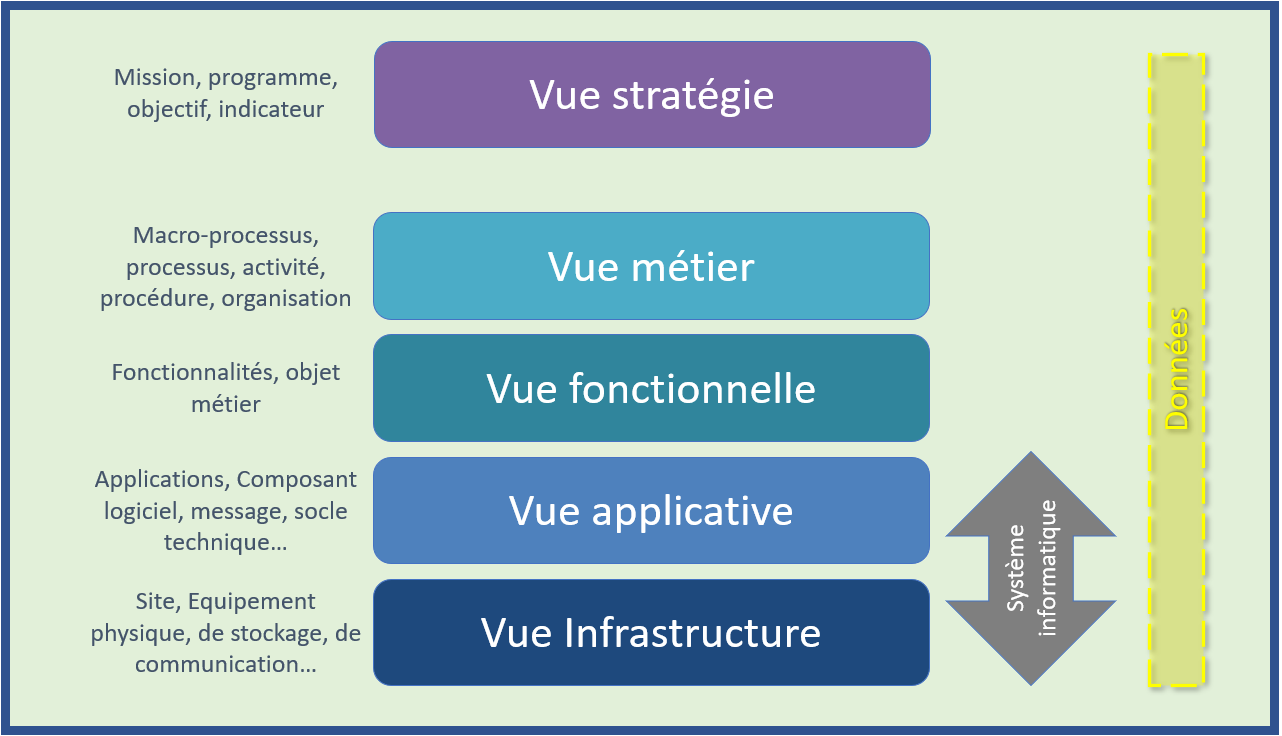 Mission, programme,
objectif, indicateur
Vue stratégie
Macro-processus,
processus, activité,
procédure, organisation
Vue métier
Fonctionnalités, objet
métier
Vue fonctionnelle
Applications, Composant
logiciel, message, socle
technique…
Vue applicative
Site, Equipement
physique, de stockage, de
communication…
Vue Infrastructure
Système
informatique
Données